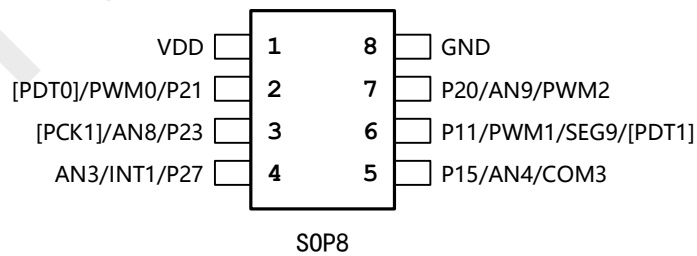 VDD 1 8 GND
[PDT0]/PWM0/P21 2 7 P20/AN9/PWM2
[PCK1]/AN8/P23 3 6 P11/PWM1/SEG9/[PDT1]
AN3/INT1/P27 4 5 P15/AN4/COM3
SOP8